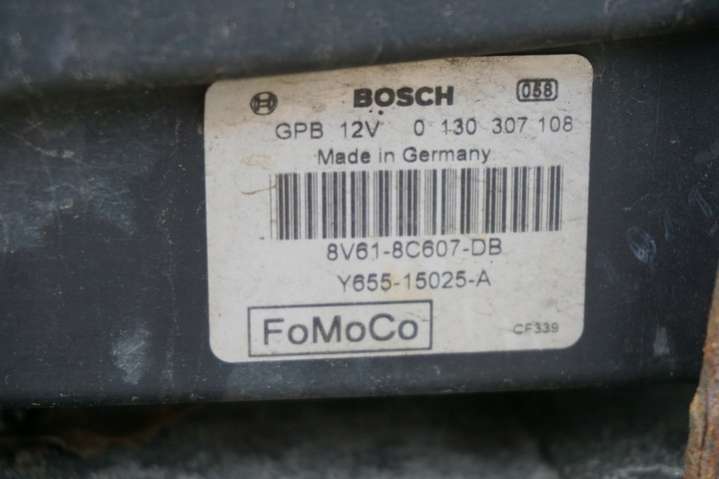 BOSCH 058
GPB 12V 0 130 307 108
Made in Germany
8V61-8C607-DB
Y655-15025-A
FoMoCo CF339